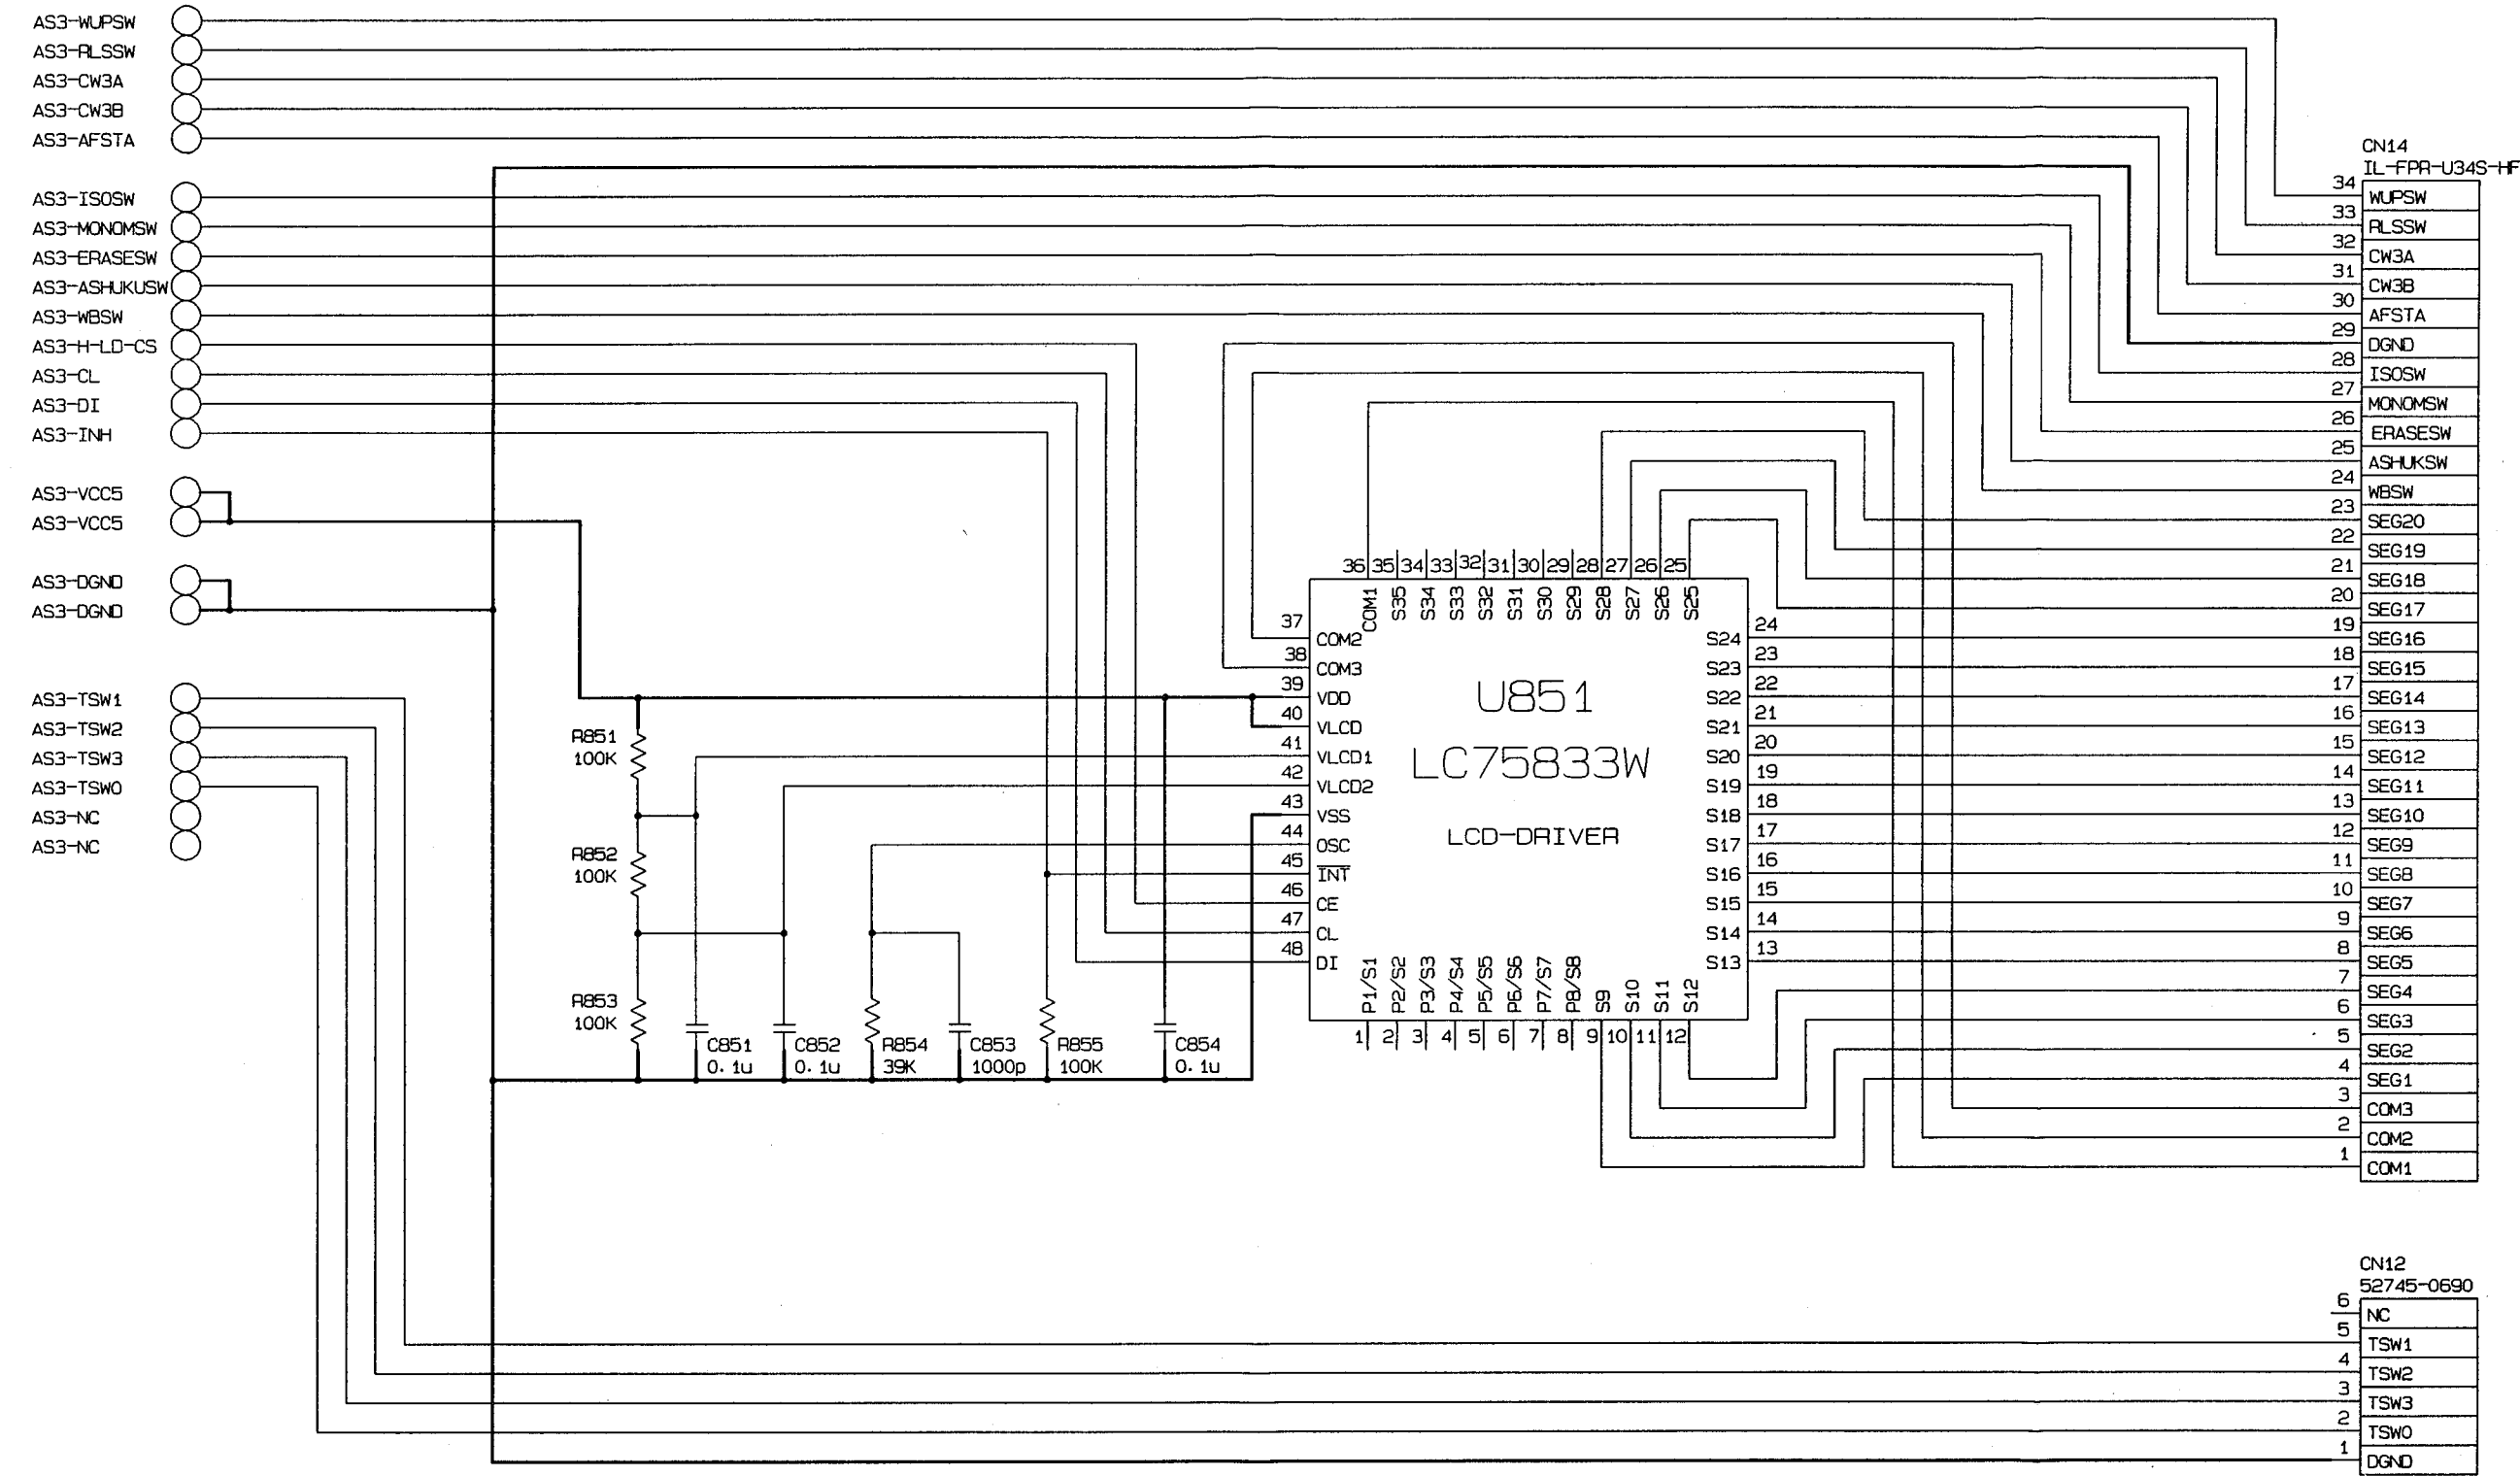 AS3-WUPSW
AS3-RLSSW
AS3-CW3A
AS3-CW3B
AS3-AFSTA
AS3-ISOSW
AS3-MONOMSW
AS3-ERASESW
AS3-ASHUKUSW
AS3-WBSW
AS3-H-LD-CS
AS3-CL
AS3-DI
AS3-INH
AS3-VCC5
AS3-VCC5
AS3-DGND
AS3-DGND
AS3-TSW1
AS3-TSW2
AS3-TSW3
AS3-TSW0
AS3-NC
AS3-NC
R851
100K
R852
100K
R853
100K
C851
0.1u
C852
0.1u
R854
39K
C853
1000p
R855
100K
C854
0.1u
36 35 34 33 32 31 30 29 28 27 26 25
COM1 S35 S34 S33 S32 S31 S30 S29 S28 S27 S26 S25
37 COM2
38 COM3
39 VDD
40 VLCD
41 VLCD1
42 VLCD2
43 VSS
44 OSC
45 INT
46 CE
47 CL
48 DI
U851
LC75833W
LCD-DRIVER
S24 24
S23 23
S22 22
S21 21
S20 20
S19 19
S18 18
S17 17
S16 16
S15 15
S14 14
S13 13
P1/S1 P2/S2 P3/S3 P4/S4 P5/S5 P6/S6 P7/S7 P8/S8 S9 S10 S11 S12
1 2 3 4 5 6 7 8 9 10 11 12
CN14
IL-FPR-U34S-HF
34 WUPSW
33 RLSSW
32 CW3A
31 CW3B
30 AFSTA
29 DGND
28 ISOSW
27 MONOMSW
26 ERASESW
25 ASHUKSW
24 WBSW
23 SEG20
22 SEG19
21 SEG18
20 SEG17
19 SEG16
18 SEG15
17 SEG14
16 SEG13
15 SEG12
14 SEG11
13 SEG10
12 SEG9
11 SEG8
10 SEG7
9 SEG6
8 SEG5
7 SEG4
6 SEG3
5 SEG2
4 SEG1
3 COM3
2 COM2
1 COM1
CN12
52745-0690
6 NC
5 TSW1
4 TSW2
3 TSW3
2 TSW0
1 DGND